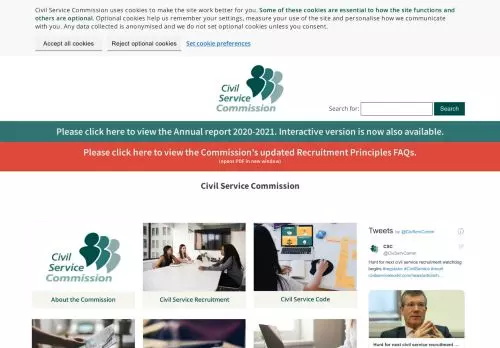 Civil Service Commission uses cookies to make the site work better for you. Some of these cookies are essential to how the site functions and
others are optional. Optional cookies help us remember your settings, measure your use of the site and personalise how we communicate
with you. Any data collected is anonymised and we do not set optional cookies unless you consent.
Accept all cookies Reject optional cookies Set cookie preferences
Civil
Service
Commission
Search for: Search
Please click here to view the Annual report 2020-2021. Interactive version is now also available.
Please click here to view the Commission's updated Recruitment Principles FAQs.
(opens PDF in new window)
Civil Service Commission
Civil
Service
Commission
About the Commission
Civil Service Recruitment
Civil Service Code
Tweets by @CivServComm
CSC
@CivServComm
Hunt for next civil service recruitment watchdog
begins #regulator #CivilService #recruit
Hunt for next civil service recruitment ...